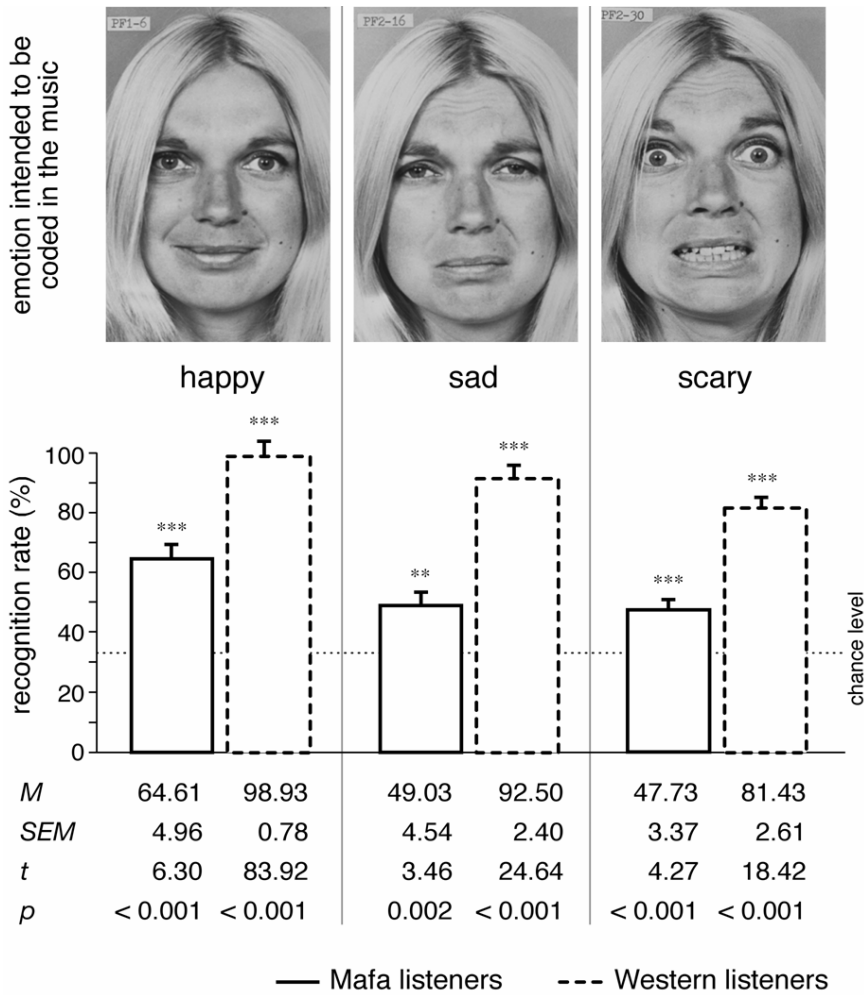 PF1-6
PF2-16
PF2-30
emotion intended to be
coded in the music
happy sad scary
recognition rate (%)
100
80
60
40
20
0
*** *** ** *** *** ***
chance level
M 64.61 98.93 49.03 92.50 47.73 81.43
SEM 4.96 0.78 4.54 2.40 3.37 2.61
t 6.30 83.92 3.46 24.64 4.27 18.42
p < 0.001 < 0.001 0.002 < 0.001 < 0.001 < 0.001
Mafa listeners Western listeners